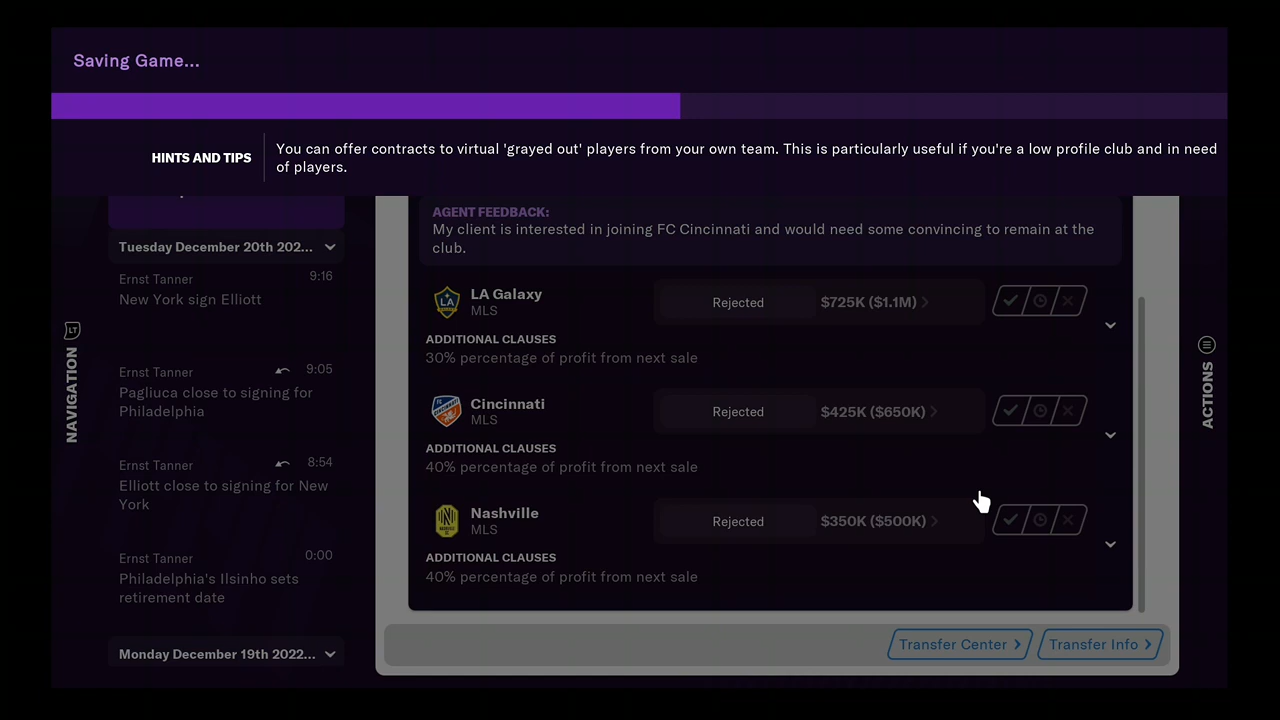 Saving Game...
HINTS AND TIPS
You can offer contracts to virtual 'grayed out' players from your own team. This is particularly useful if you're a low profile club and in need
of players.
NAVIGATION
LT
Tuesday December 20th 202...
Ernst Tanner 9:16
New York sign Elliott
Ernst Tanner 9:05
Pagliuca close to signing for
Philadelphia
Ernst Tanner 8:54
Elliott close to signing for New
York
Ernst Tanner 0:00
Philadelphia's Ilsinho sets
retirement date
Monday December 19th 2022...
AGENT FEEDBACK:
My client is interested in joining FC Cincinnati and would need some convincing to remain at the
club.
LA Galaxy
MLS
Rejected $725K ($1.1M)
ADDITIONAL CLAUSES
30% percentage of profit from next sale
Cincinnati
MLS
Rejected $425K ($650K)
ADDITIONAL CLAUSES
40% percentage of profit from next sale
Nashville
MLS
Rejected $350K ($500K)
ADDITIONAL CLAUSES
40% percentage of profit from next sale
Transfer Center Transfer Info
ACTIONS